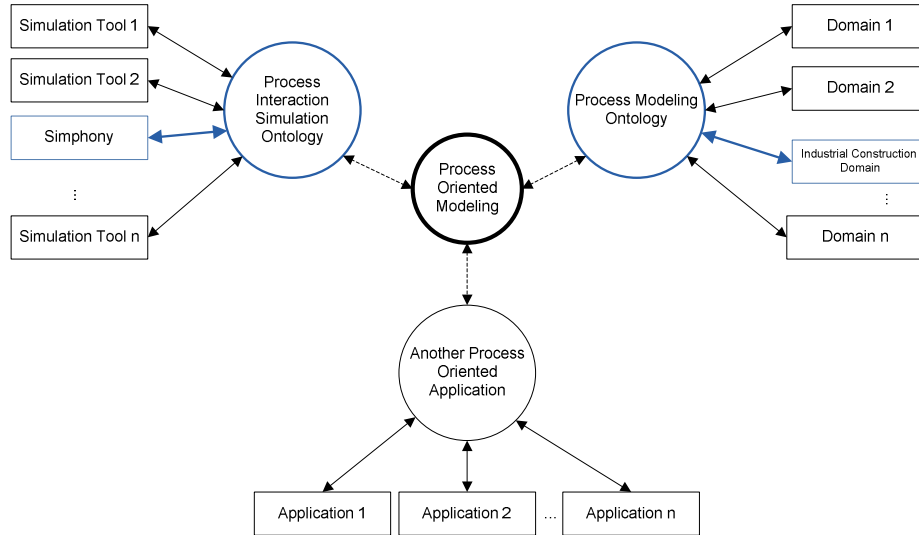 Simulation Tool 1
Simulation Tool 2
Simphony
...
Simulation Tool n
Process
Interaction
Simulation
Ontology
Process
Oriented
Modeling
Process Modeling
Ontology
Domain 1
Domain 2
Industrial Construction
Domain
...
Domain n
Another Process
Oriented
Application
Application 1
Application 2
...
Application n